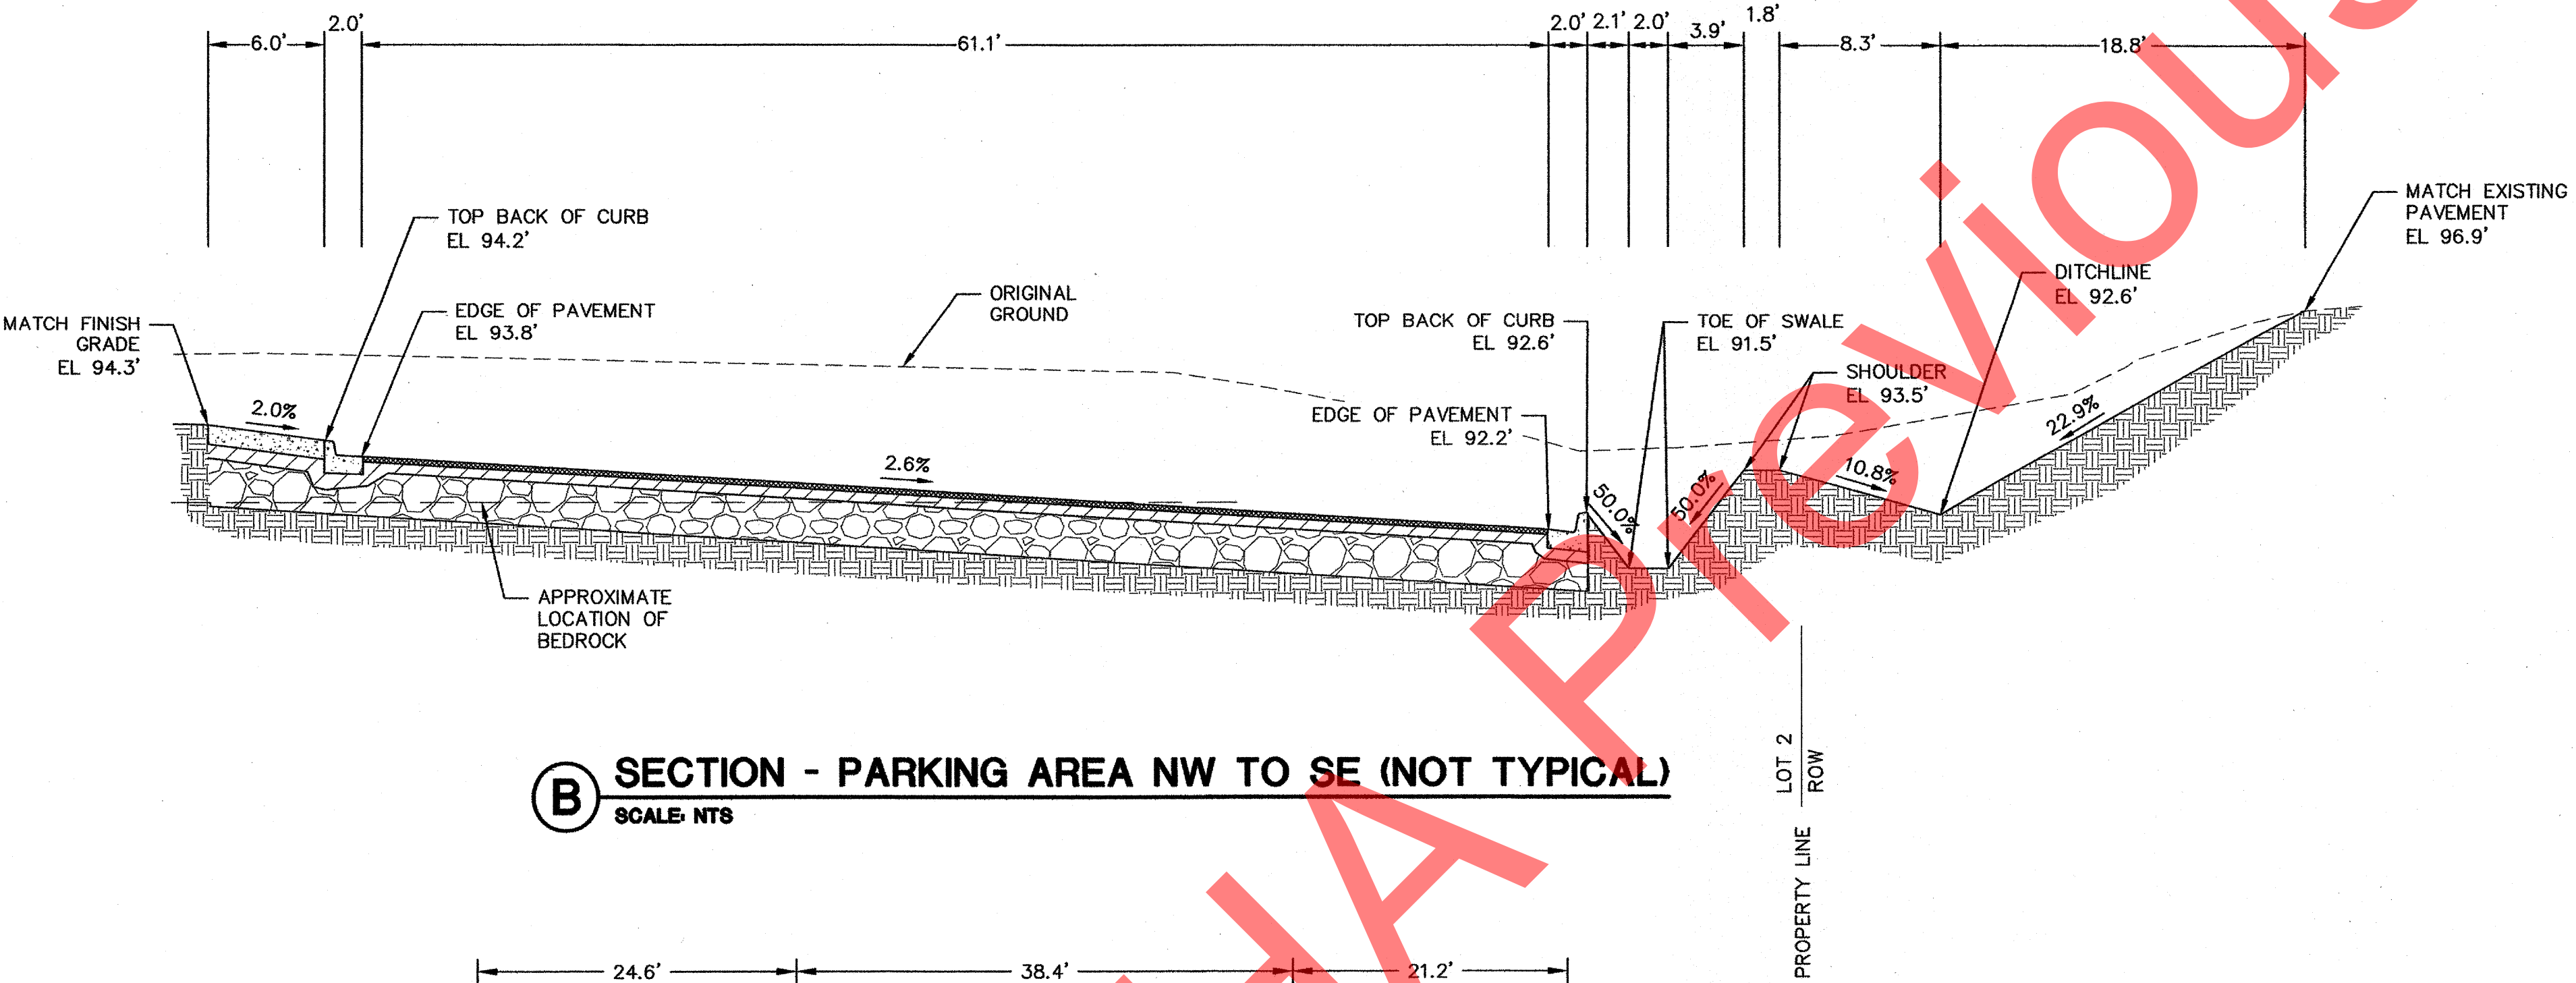 6.0'
2.0'
61.1'
2.0'
2.1'
2.0'
3.9'
1.8'
8.3'
18.8'
MATCH FINISH
GRADE
EL 94.3'
TOP BACK OF CURB
EL 94.2'
EDGE OF PAVEMENT
EL 93.8'
ORIGINAL
GROUND
TOP BACK OF CURB
EL 92.6'
EDGE OF PAVEMENT
EL 92.2'
TOE OF SWALE
EL 91.5'
SHOULDER
EL 93.5'
DITCHLINE
EL 92.6'
MATCH EXISTING
PAVEMENT
EL 96.9'
2.0%
2.6%
50.0%
50.0%
10.8%
22.9%
APPROXIMATE
LOCATION OF
BEDROCK
B
SECTION - PARKING AREA NW TO SE (NOT TYPICAL)
SCALE: NTS
LOT 2
ROW
PROPERTY LINE
24.6'
38.4'
21.2'
HA Previous